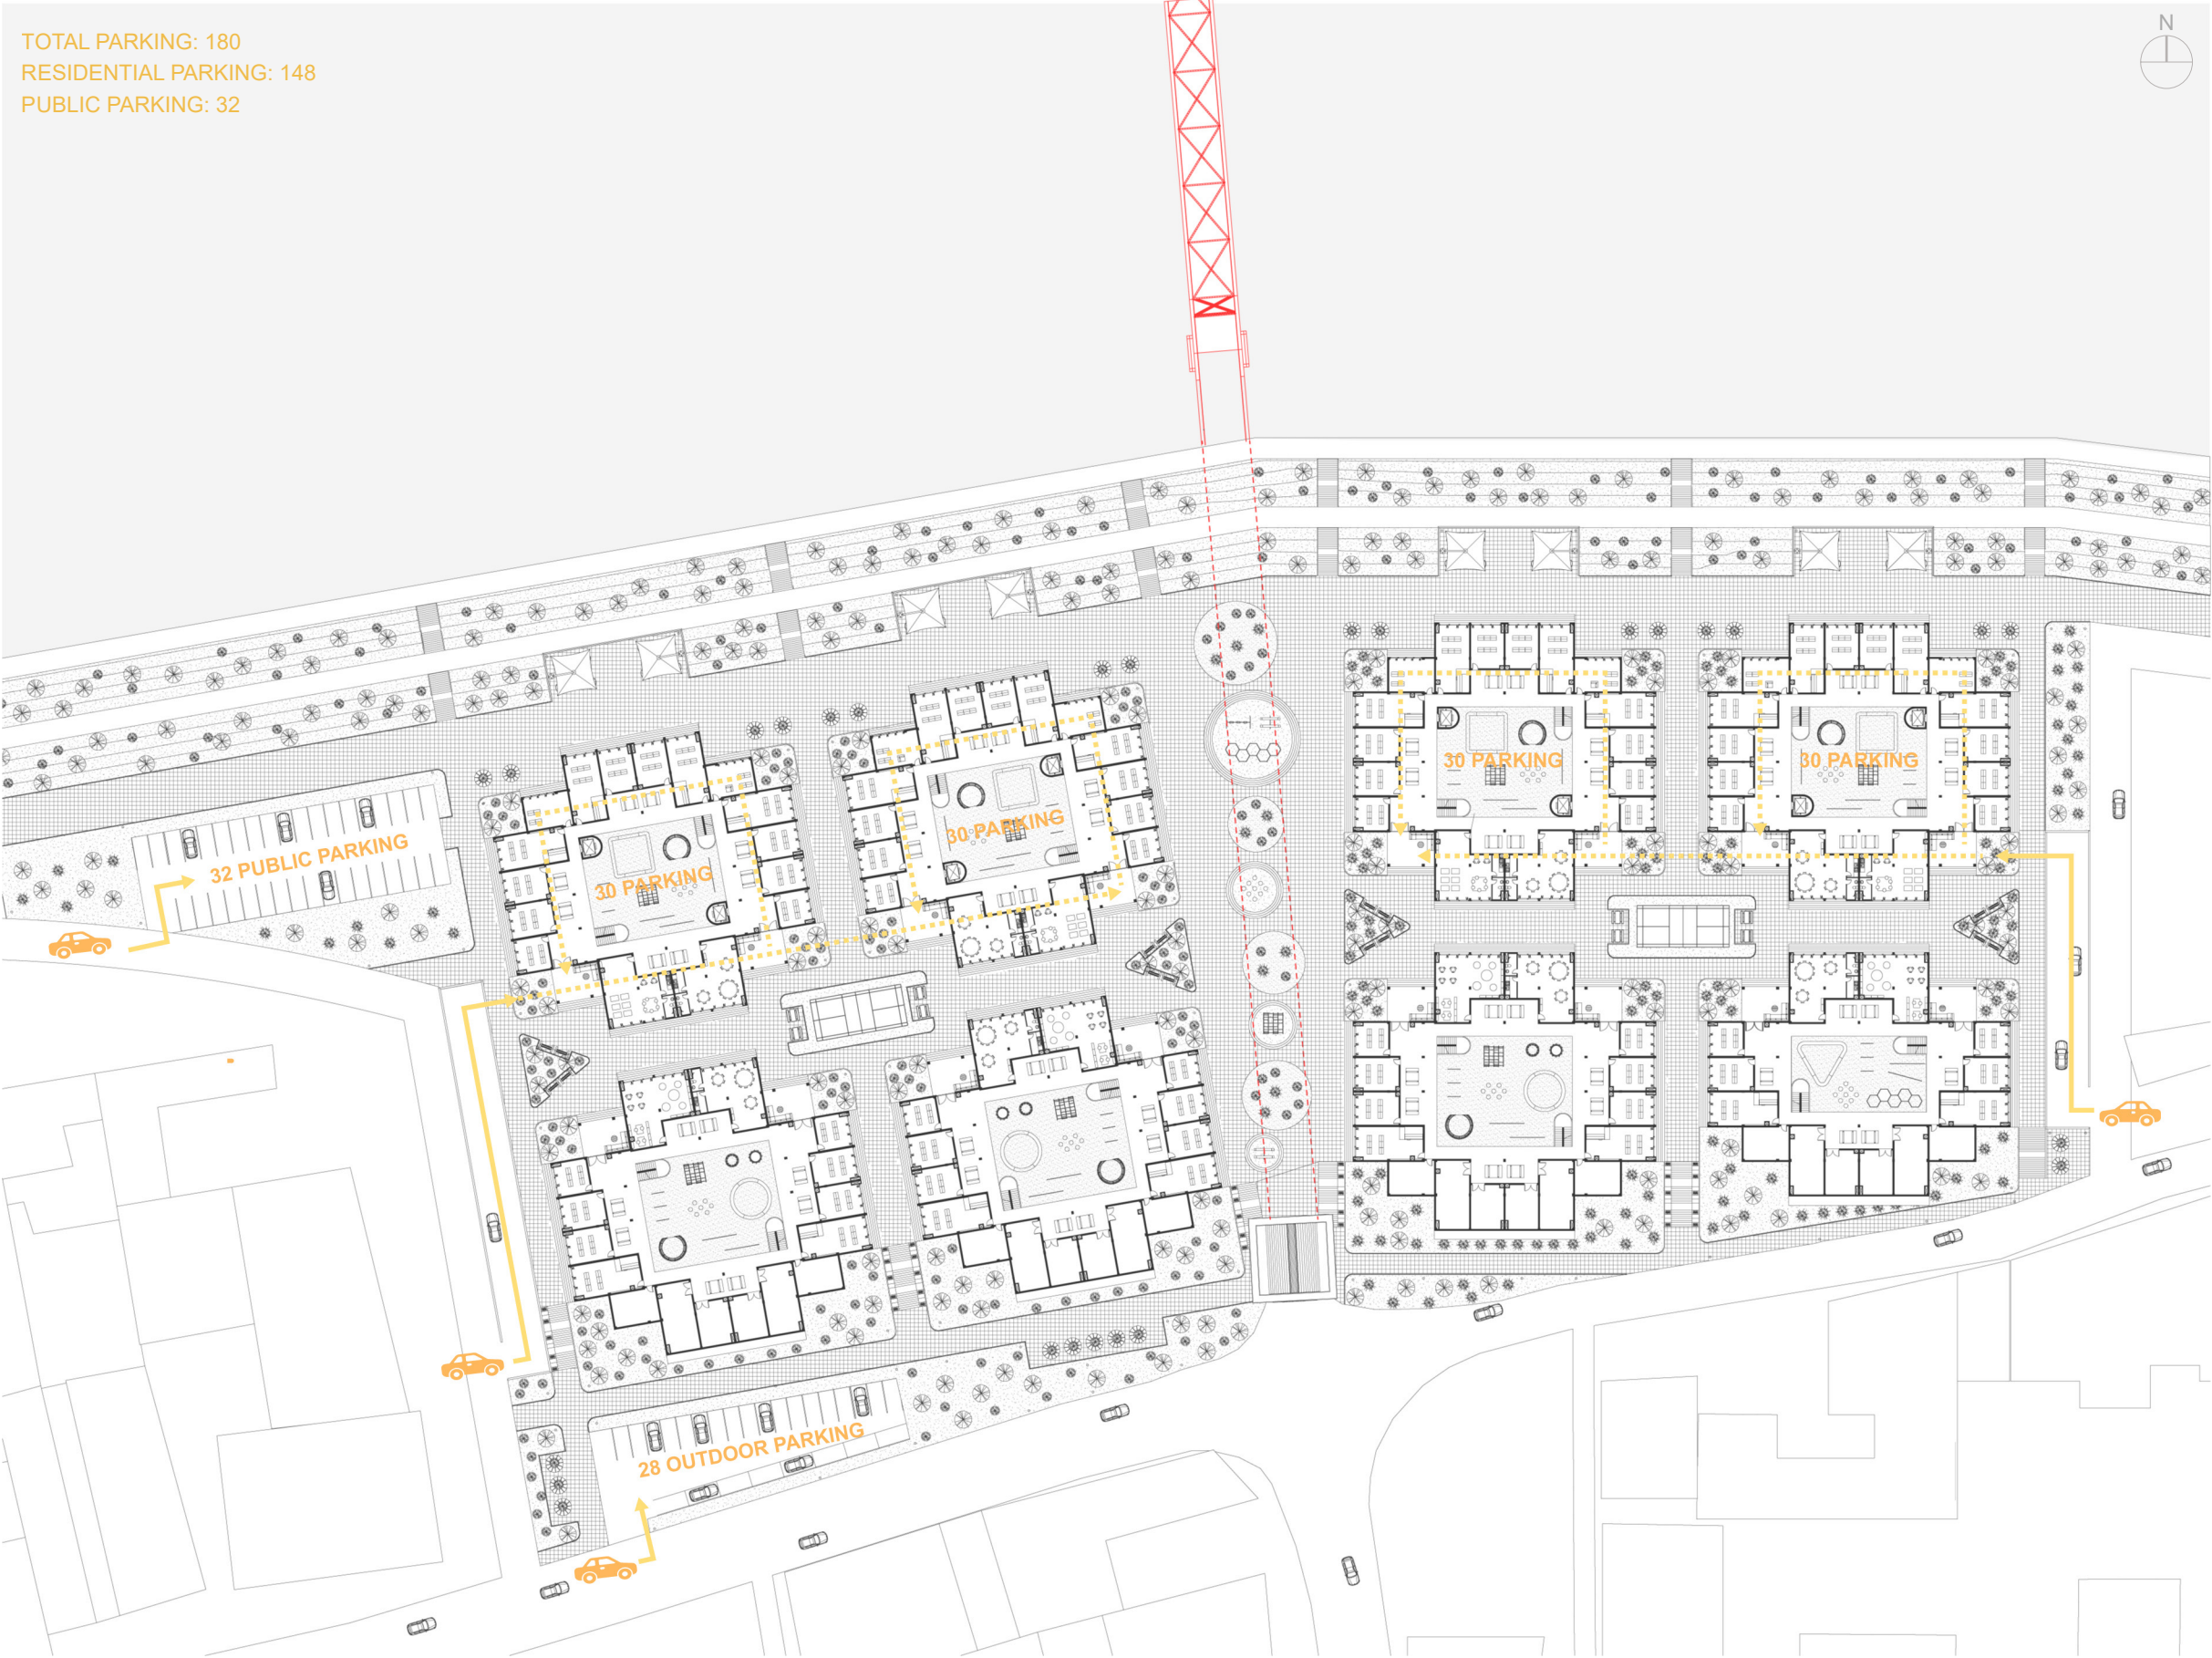 TOTAL PARKING: 180
RESIDENTIAL PARKING: 148
PUBLIC PARKING: 32
N
30 PARKING
30 PARKING
30 PARKING
32 PUBLIC PARKING
30 PARKING
28 OUTDOOR PARKING